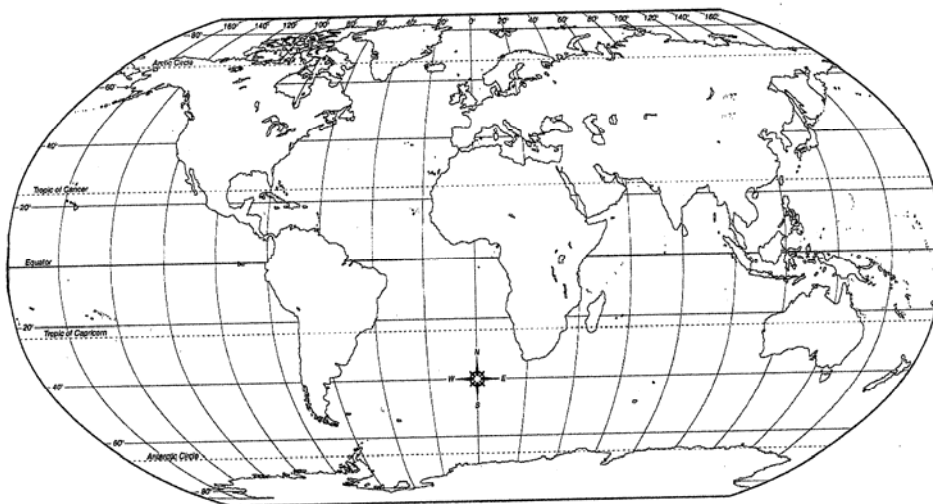 160° 140° 120° 100° 80° 60° 40° 20° 0° 20 40 60 80 100 120 140° 160°
80°
Arctic Circle
60°
40°
Tropic of Cancer
20°
Equator
20°
Tropic of Capricorn
N
W E
S
40°
60°
Antarctic Circle
80°